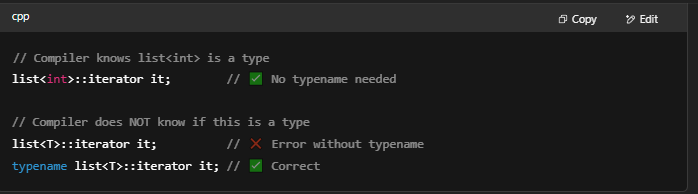 cpp
Copy Edit
// Compiler knows list<int> is a type
list<int>::iterator it; // ✅ No typename needed
// Compiler does NOT know if this is a type
list<T>::iterator it; // ❌ Error without typename
typename list<T>::iterator it; // ✅ Correct